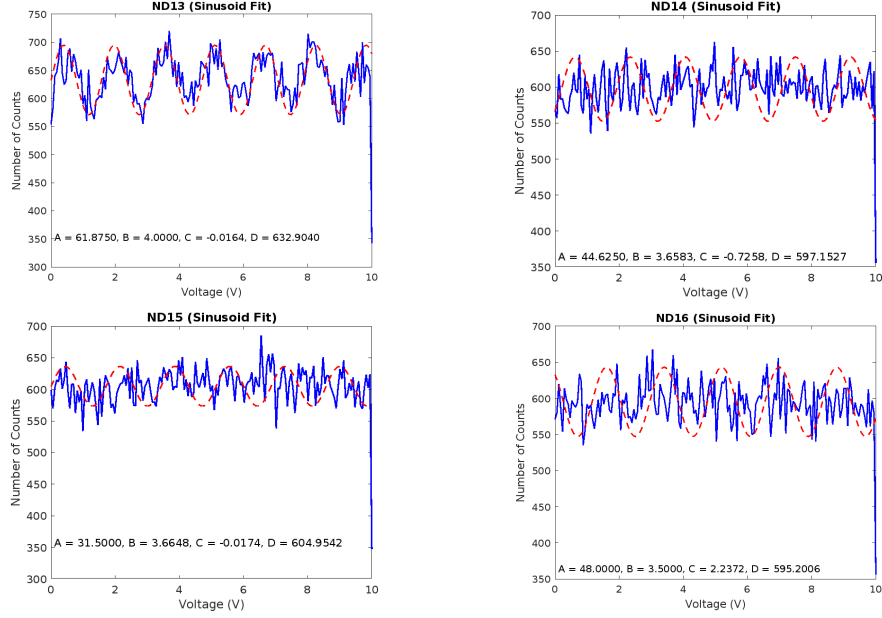 ND13 (Sinusoid Fit)
750
700
650
600
550
500
450
400
350
300
Number of Counts
A = 61.8750, B = 4.0000, C = -0.0164, D = 632.9040
0 2 4 6 8 10
Voltage (V)
ND14 (Sinusoid Fit)
700
650
600
550
500
450
400
350
Number of Counts
A = 44.6250, B = 3.6583, C = -0.7258, D = 597.1527
0 2 4 6 8 10
Voltage (V)
ND15 (Sinusoid Fit)
700
650
600
550
500
450
400
350
300
Number of Counts
A = 31.5000, B = 3.6648, C = -0.0174, D = 604.9542
0 2 4 6 8 10
Voltage (V)
ND16 (Sinusoid Fit)
700
650
600
550
500
450
400
350
Number of Counts
A = 48.0000, B = 3.5000, C = 2.2372, D = 595.2006
0 2 4 6 8 10
Voltage (V)